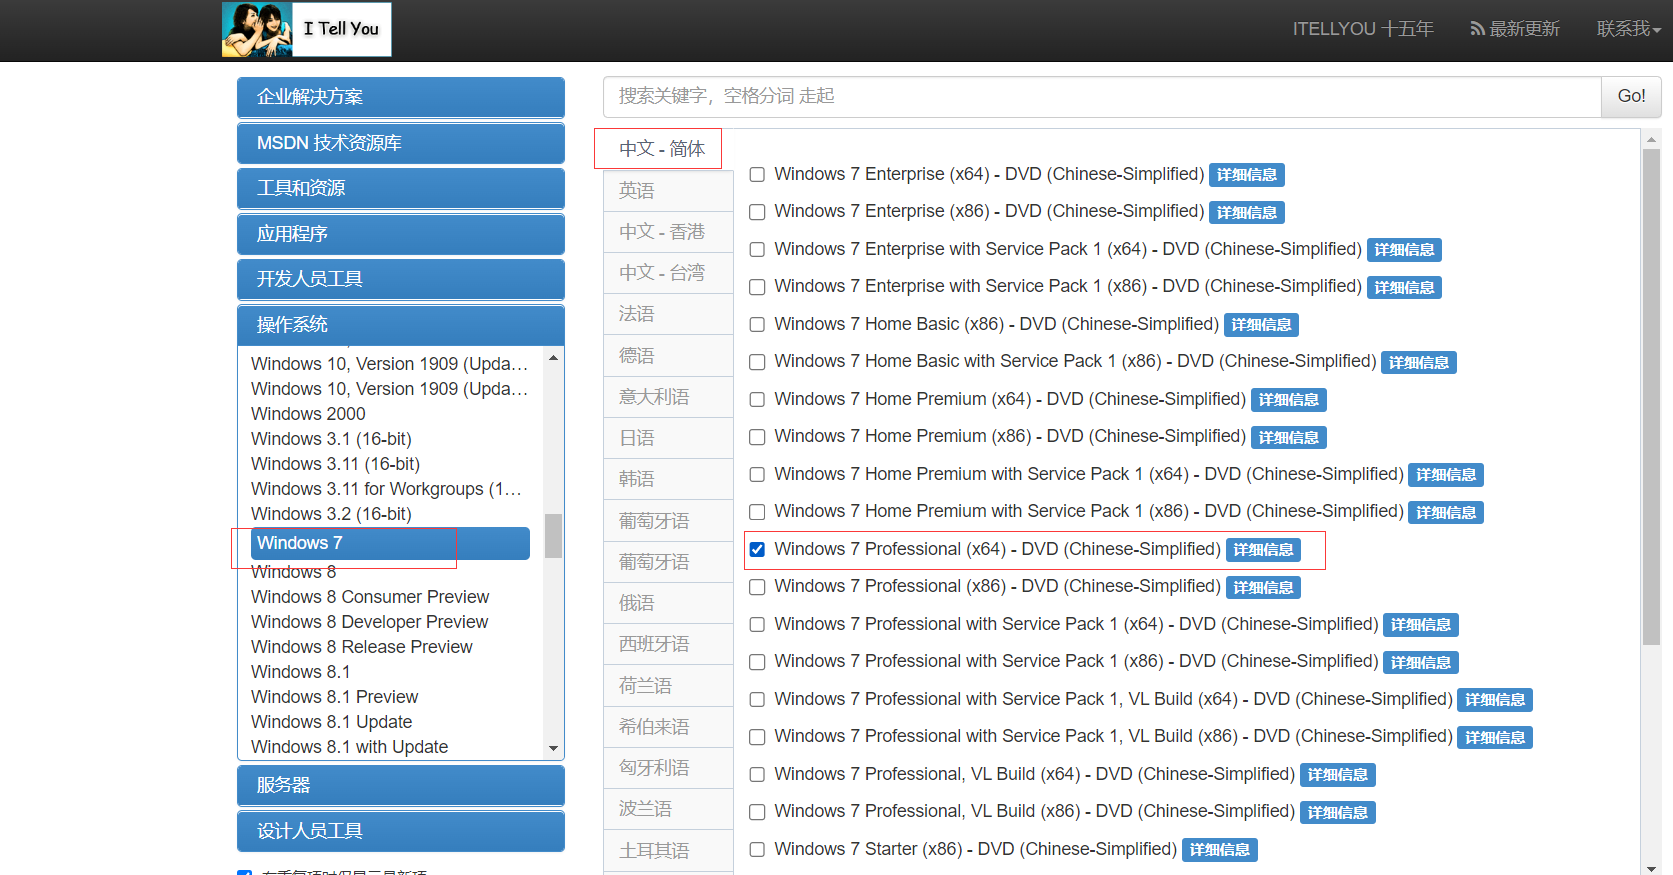 I Tell You
ITELLYOU 十五年
最新更新
联系我
企业解决方案
MSDN 技术资源库
工具和资源
应用程序
开发人员工具
操作系统
Windows 10, Version 1909 (Upda…
Windows 10, Version 1909 (Upda…
Windows 2000
Windows 3.1 (16-bit)
Windows 3.11 (16-bit)
Windows 3.11 for Workgroups (1…
Windows 3.2 (16-bit)
Windows 7
Windows 8
Windows 8 Consumer Preview
Windows 8 Developer Preview
Windows 8 Release Preview
Windows 8.1
Windows 8.1 Preview
Windows 8.1 Update
Windows 8.1 with Update
服务器
设计人员工具
搜索关键字，空格分词 走起
Go!
中文 - 简体
英语
中文 - 香港
中文 - 台湾
法语
德语
意大利语
日语
韩语
葡萄牙语
葡萄牙语
俄语
西班牙语
荷兰语
希伯来语
匈牙利语
波兰语
土耳其语
Windows 7 Enterprise (x64) - DVD (Chinese-Simplified) 详细信息
Windows 7 Enterprise (x86) - DVD (Chinese-Simplified) 详细信息
Windows 7 Enterprise with Service Pack 1 (x64) - DVD (Chinese-Simplified) 详细信息
Windows 7 Enterprise with Service Pack 1 (x86) - DVD (Chinese-Simplified) 详细信息
Windows 7 Home Basic (x86) - DVD (Chinese-Simplified) 详细信息
Windows 7 Home Basic with Service Pack 1 (x86) - DVD (Chinese-Simplified) 详细信息
Windows 7 Home Premium (x64) - DVD (Chinese-Simplified) 详细信息
Windows 7 Home Premium (x86) - DVD (Chinese-Simplified) 详细信息
Windows 7 Home Premium with Service Pack 1 (x64) - DVD (Chinese-Simplified) 详细信息
Windows 7 Home Premium with Service Pack 1 (x86) - DVD (Chinese-Simplified) 详细信息
Windows 7 Professional (x64) - DVD (Chinese-Simplified) 详细信息
Windows 7 Professional (x86) - DVD (Chinese-Simplified) 详细信息
Windows 7 Professional with Service Pack 1 (x64) - DVD (Chinese-Simplified) 详细信息
Windows 7 Professional with Service Pack 1 (x86) - DVD (Chinese-Simplified) 详细信息
Windows 7 Professional with Service Pack 1, VL Build (x64) - DVD (Chinese-Simplified) 详细信息
Windows 7 Professional with Service Pack 1, VL Build (x86) - DVD (Chinese-Simplified) 详细信息
Windows 7 Professional, VL Build (x64) - DVD (Chinese-Simplified) 详细信息
Windows 7 Professional, VL Build (x86) - DVD (Chinese-Simplified) 详细信息
Windows 7 Starter (x86) - DVD (Chinese-Simplified) 详细信息